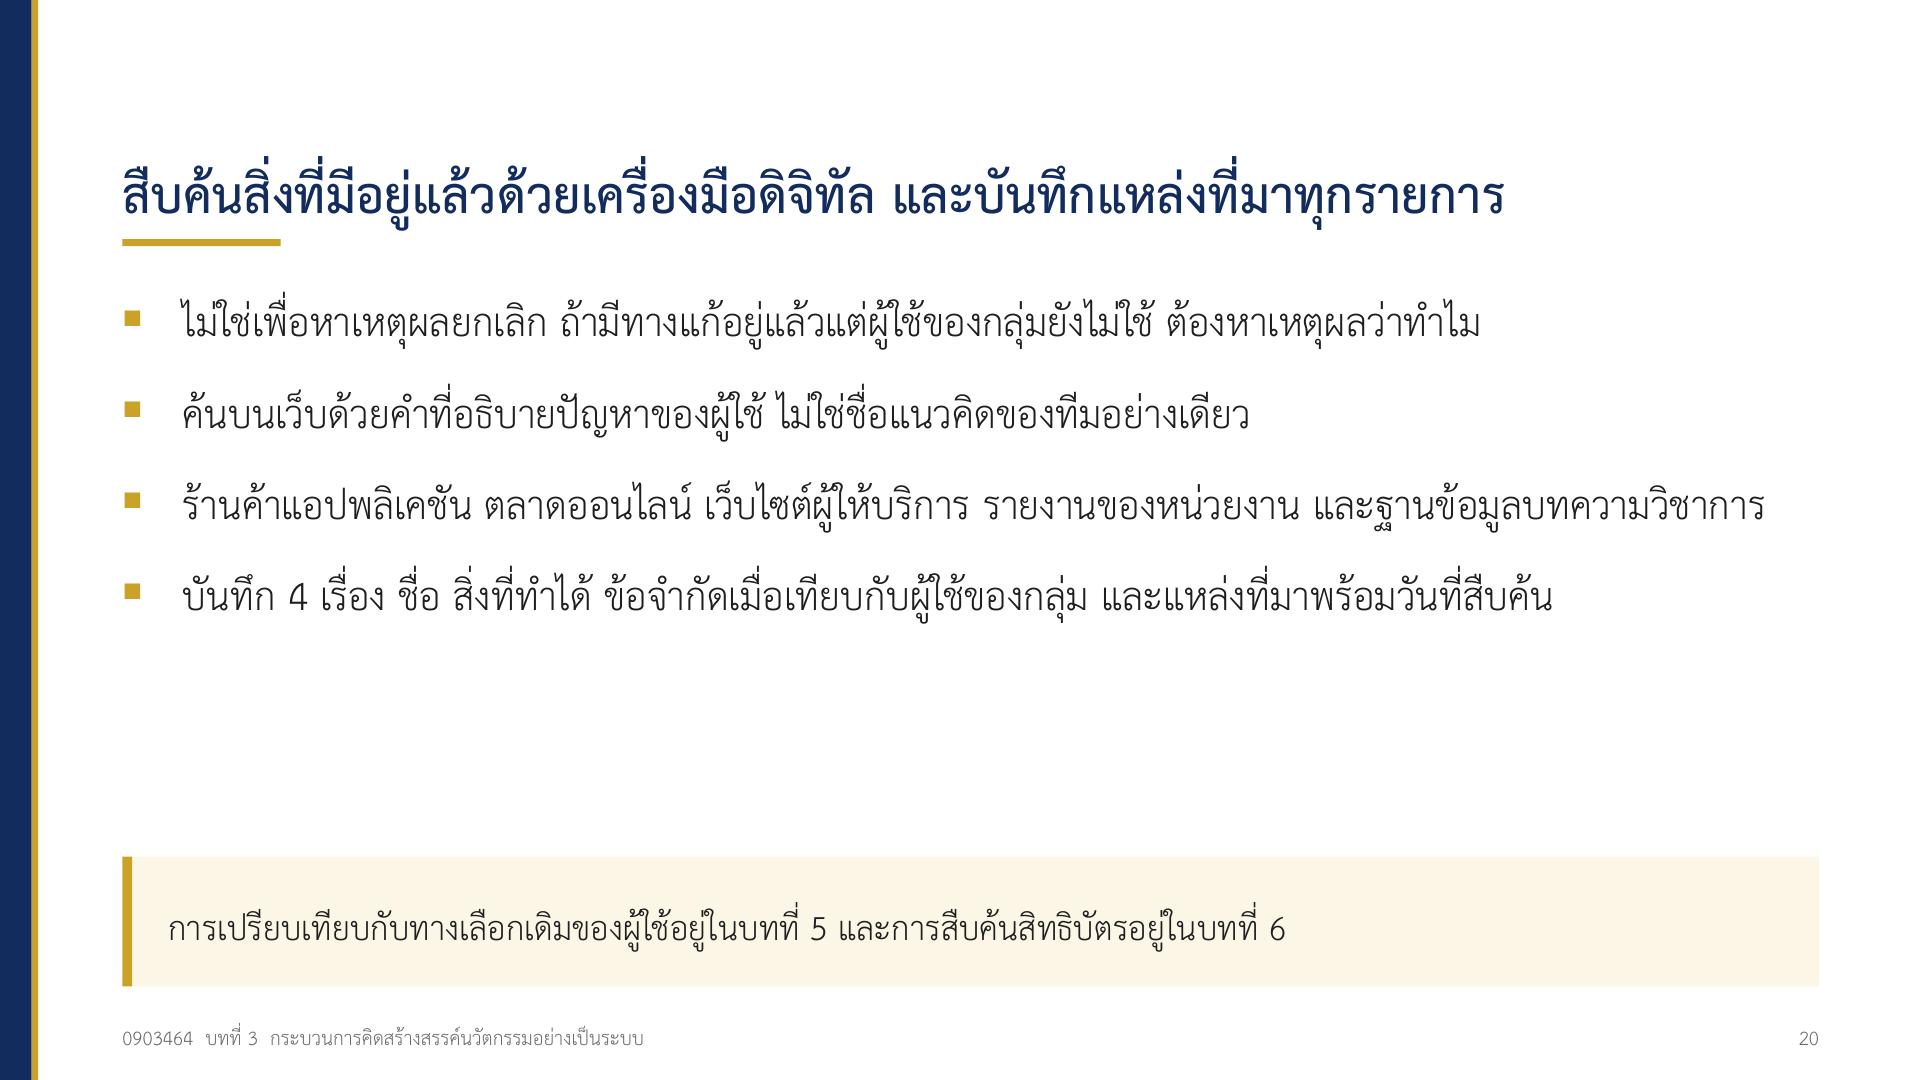 สืบค้นสิ่งที่มีอยู่แล้วด้วยเครื่องมือดิจิทัล และบันทึกแหล่งที่มาทุกรายการ
ไม่ใช่เพื่อหาเหตุผลยกเลิก ถ้ามีทางแก้อยู่แล้วแต่ผู้ใช้ของกลุ่มยังไม่ใช้ ต้องหาเหตุผลว่าทำไม
ค้นบนเว็บด้วยคำที่อธิบายปัญหาของผู้ใช้ ไม่ใช่ชื่อแนวคิดของทีมอย่างเดียว
ร้านค้าแอปพลิเคชัน ตลาดออนไลน์ เว็บไซต์ผู้ให้บริการ รายงานของหน่วยงาน และฐานข้อมูลบทความวิชาการ
บันทึก 4 เรื่อง ชื่อ สิ่งที่ทำได้ ข้อจำกัดเมื่อเทียบกับผู้ใช้ของกลุ่ม และแหล่งที่มาพร้อมวันที่สืบค้น
การเปรียบเทียบกับทางเลือกเดิมของผู้ใช้อยู่ในบทที่ 5 และการสืบค้นสิทธิบัตรอยู่ในบทที่ 6
0903464 บทที่ 3 กระบวนการคิดสร้างสรรค์นวัตกรรมอย่างเป็นระบบ
20